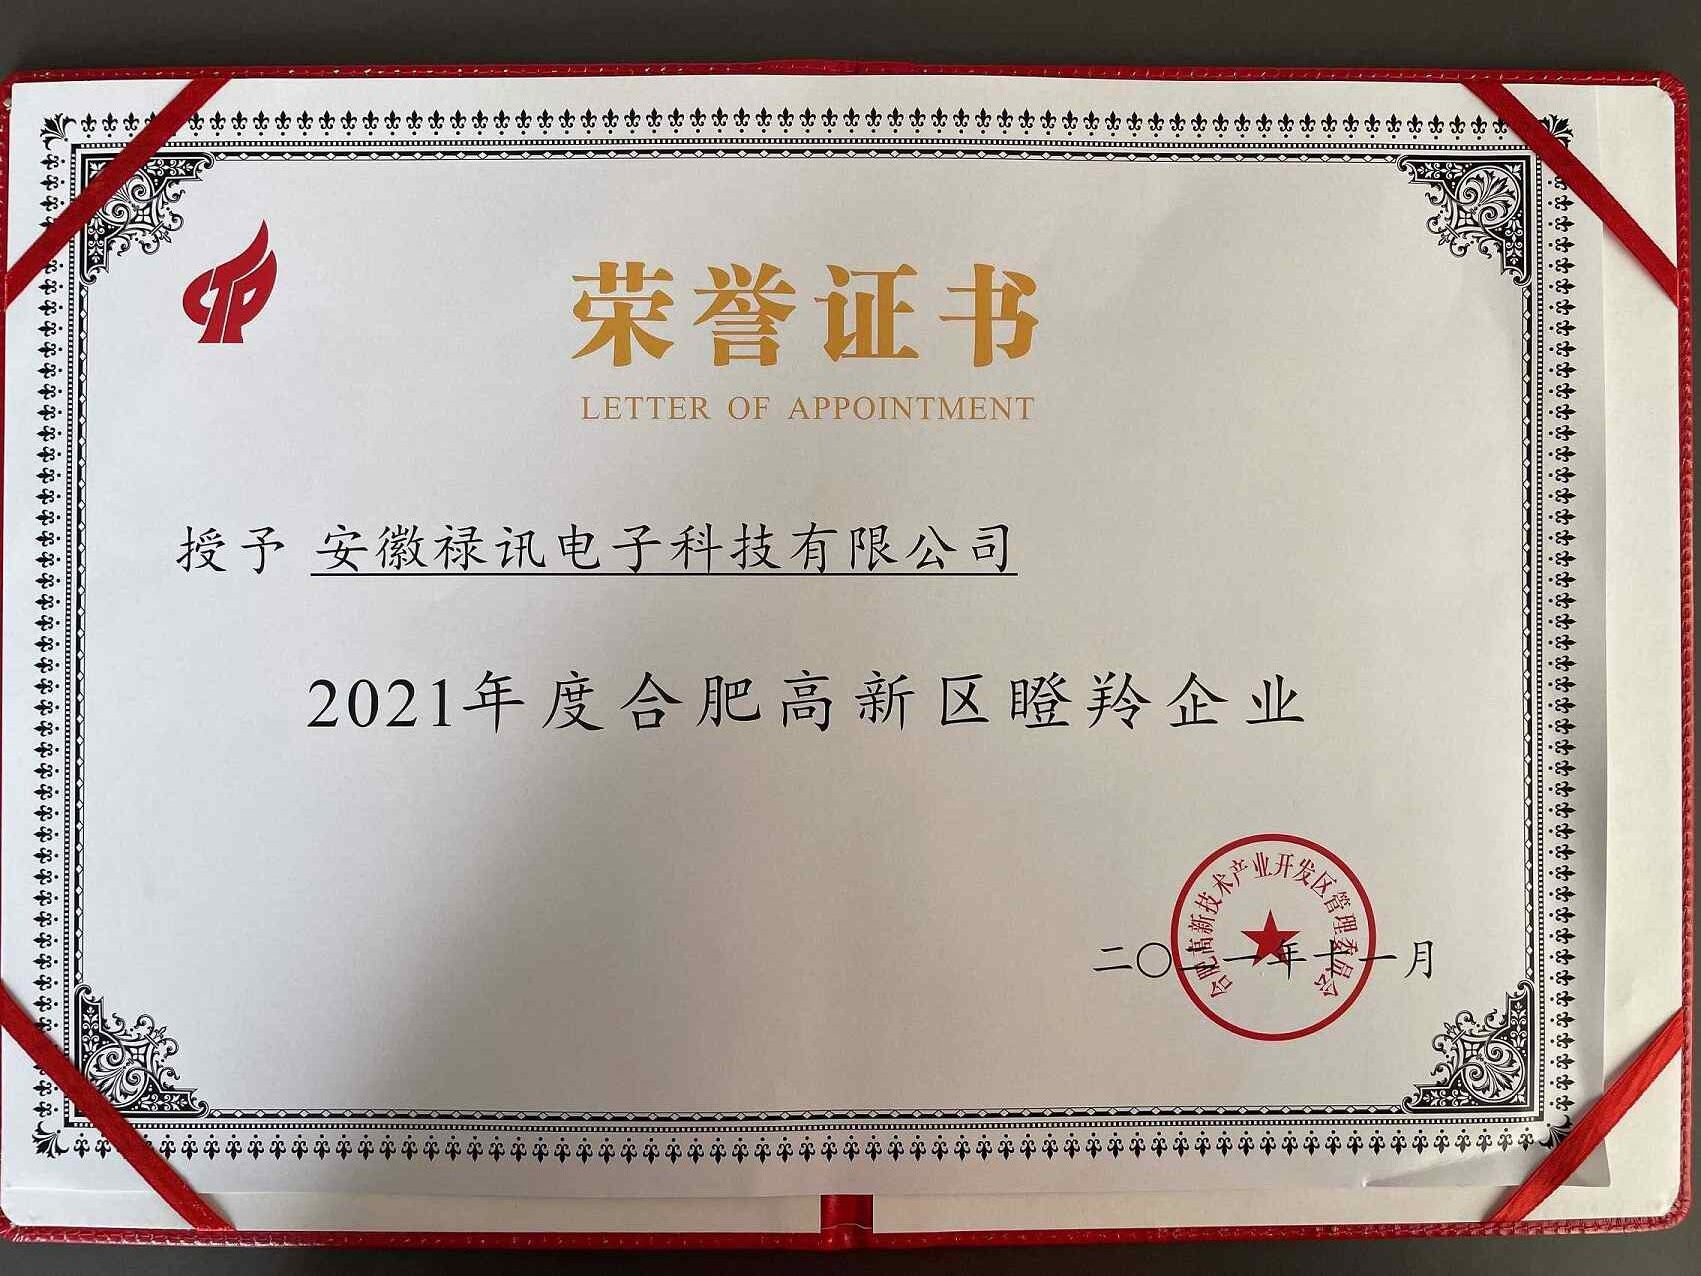 荣誉证书
LETTER OF APPOINTMENT
授予 安徽禄讯电子科技有限公司
2021年度合肥高新区瞪羚企业
合肥高新技术产业开发区管理委员会
二〇二一年十一月